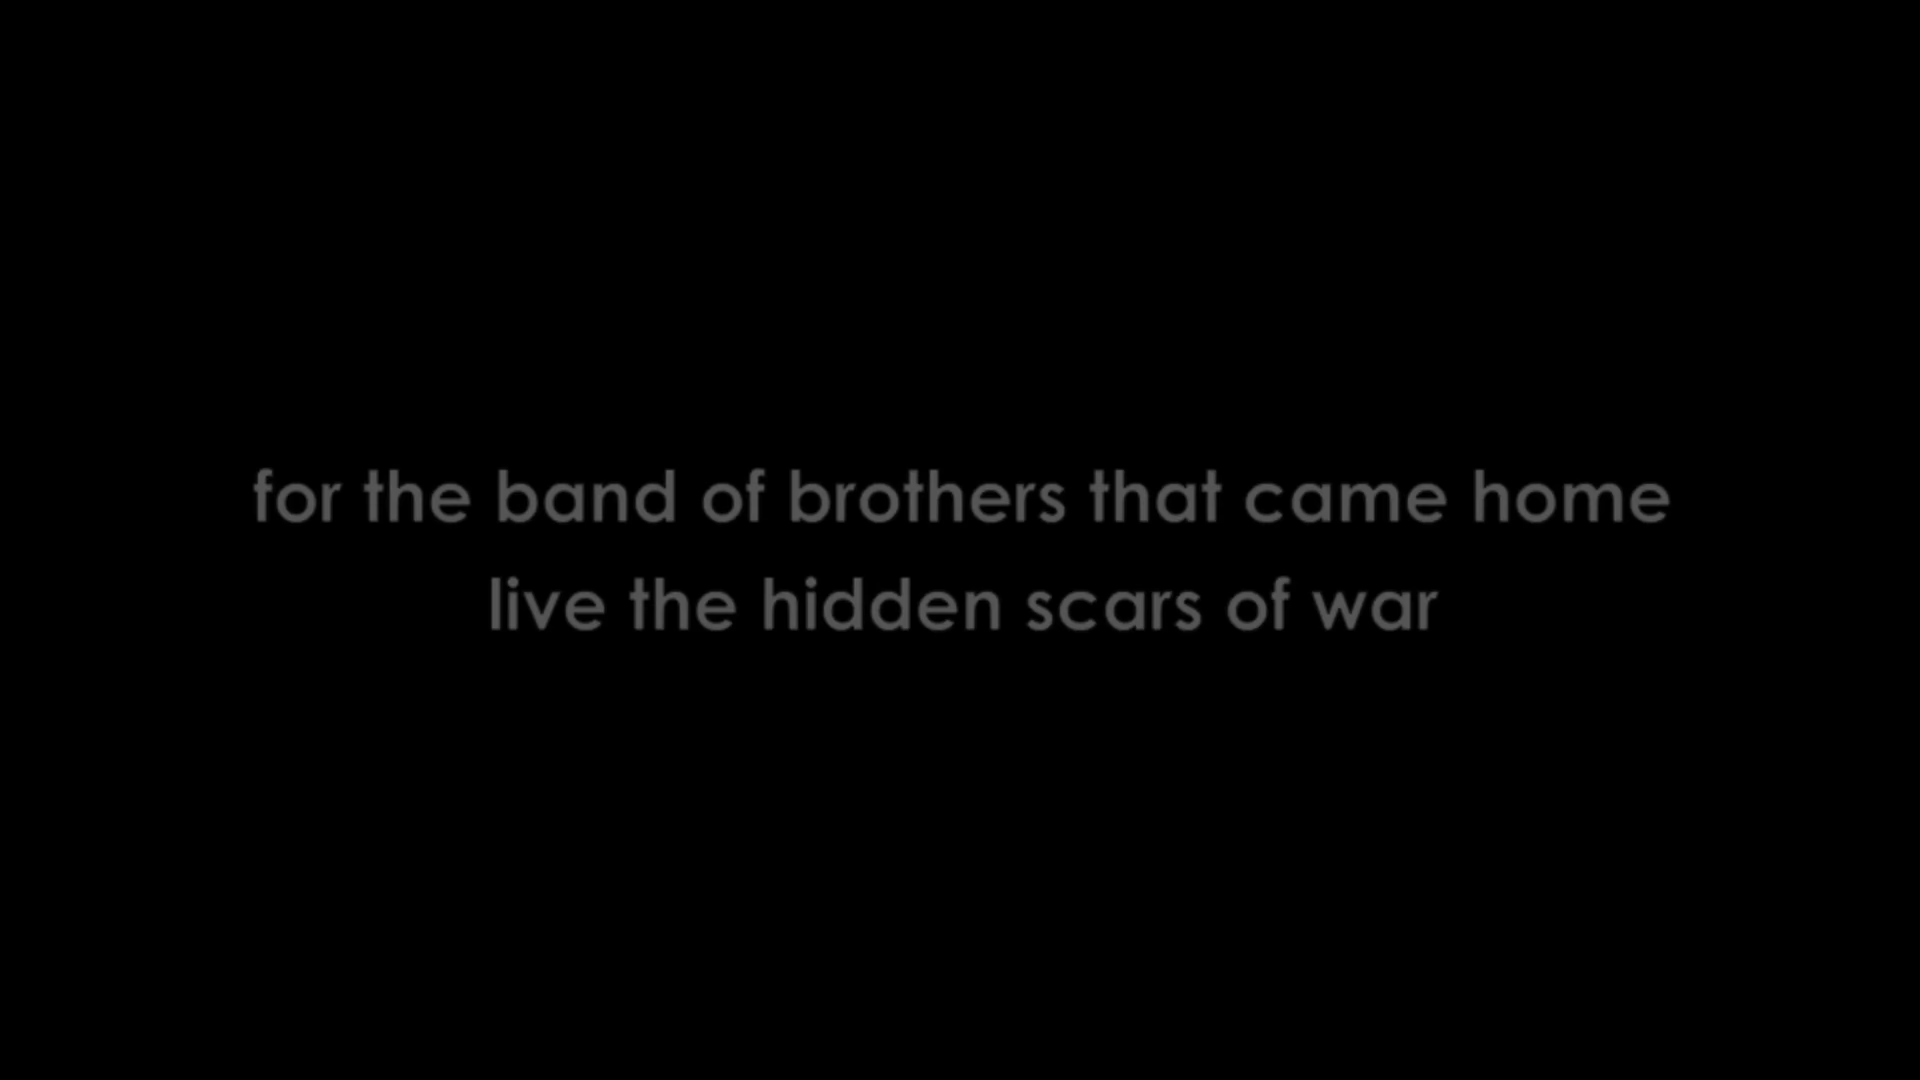 for the band of brothers that came home
live the hidden scars of war